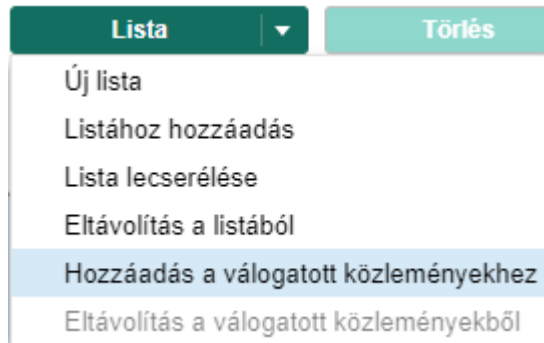 Lista
Törlés
Új lista
Listához hozzáadás
Lista lecserélése
Eltávolítás a listából
Hozzáadás a válogatott közleményekhez
Eltávolítás a válogatott közleményekből